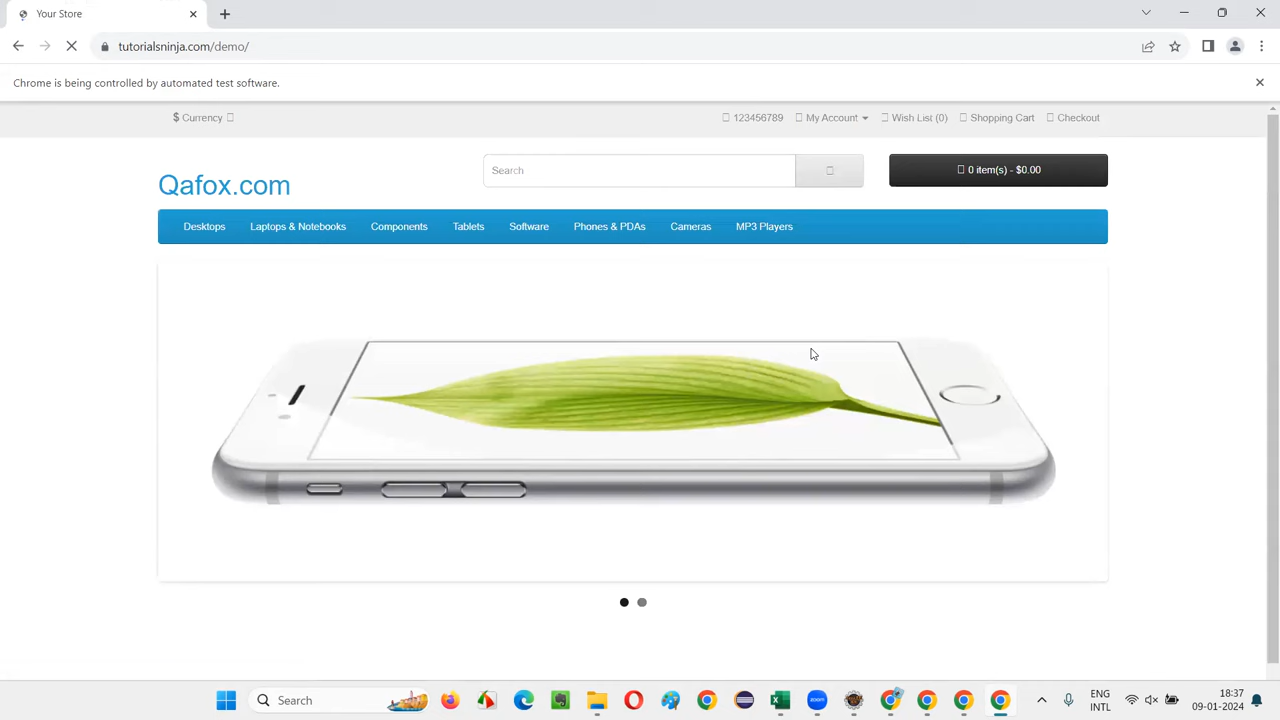 Your Store
tutorialsninja.com/demo/
Chrome is being controlled by automated test software.
$ Currency
123456789
My Account
Wish List (0)
Shopping Cart
Checkout
Qafox.com
Search
0 item(s) - $0.00
Desktops
Laptops & Notebooks
Components
Tablets
Software
Phones & PDAs
Cameras
MP3 Players
Search
ENG
INTL
18:37
09-01-2024